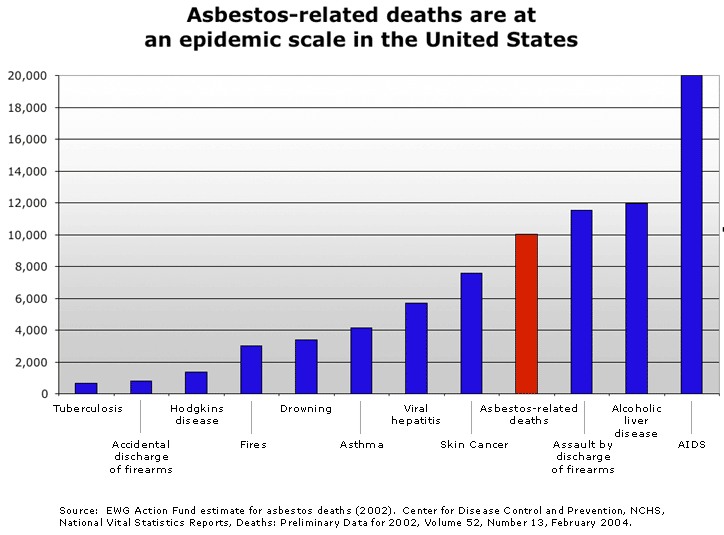 Asbestos-related deaths are at
an epidemic scale in the United States
20,000
18,000
16,000
14,000
12,000
10,000
8,000
6,000
4,000
2,000
0
Tuberculosis
Accidental
discharge
of firearms
Hodgkins
disease
Fires
Drowning
Asthma
Viral
hepatitis
Skin Cancer
Asbestos-related
deaths
Assault by
discharge
of firearms
Alcoholic
liver
disease
AIDS
Source:  EWG Action Fund estimate for asbestos deaths (2002).  Center for Disease Control and Prevention, NCHS,
National Vital Statistics Reports, Deaths: Preliminary Data for 2002, Volume 52, Number 13, February 2004.